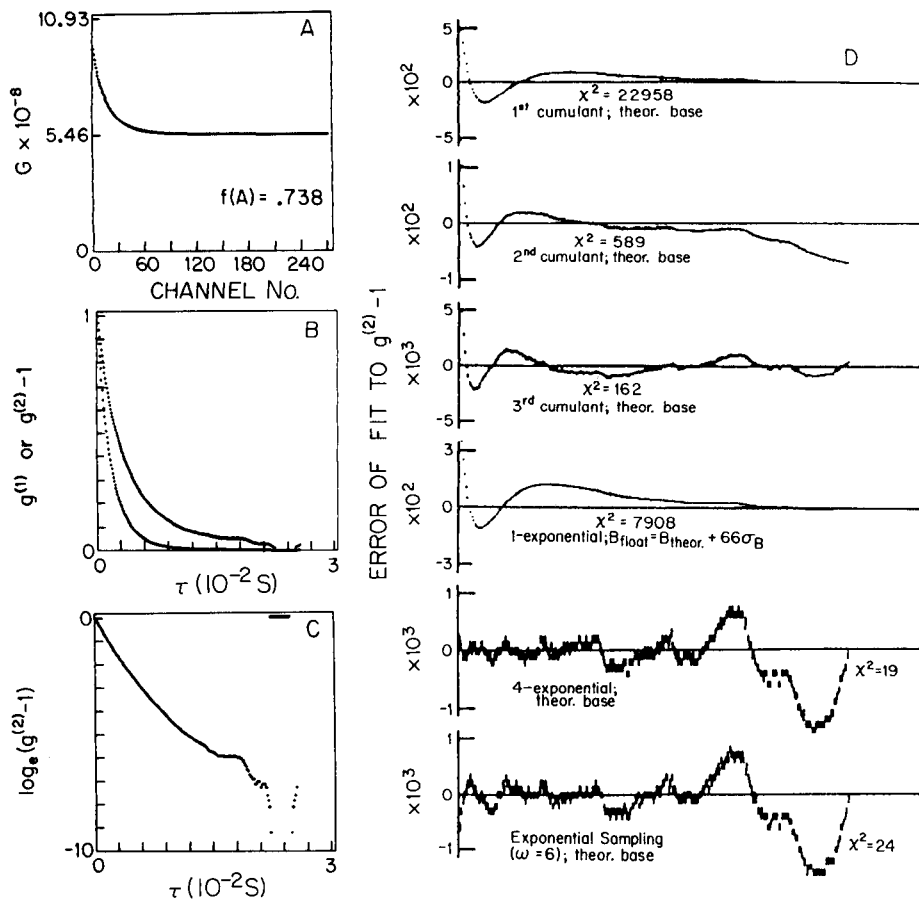 10.93
A
G × 10⁻⁸
5.46
f(A) = .738
0
0 60 120 180 240
CHANNEL No.
1
B
g⁽¹⁾ or g⁽²⁾-1
0
3
τ (10⁻² S)
0
C
logₑ(g⁽²⁾-1)
-10
3
τ (10⁻² S)
ERROR OF FIT TO g⁽²⁾-1
D
5
×10²
0
-5
χ² = 22958
1ˢᵗ cumulant; theor. base
1
×10²
0
-1
χ² = 589
2ⁿᵈ cumulant; theor. base
5
×10³
0
-5
χ² = 162
3ʳᵈ cumulant; theor. base
3
×10²
0
-3
χ² = 7908
1-exponential; B_float = B_theor. + 66σ_B
1
×10³
0
-1
4-exponential;
theor. base
χ²=19
1
×10³
0
-1
Exponential Sampling
(ω = 6); theor. base
χ²=24